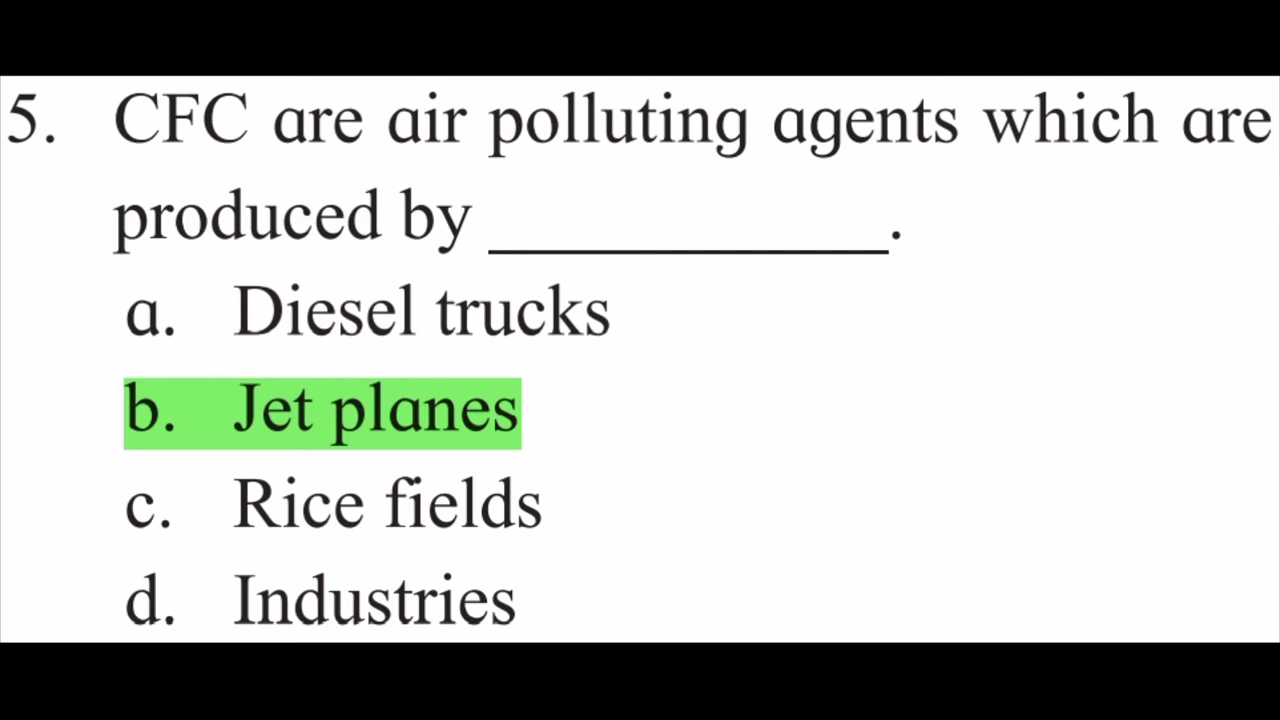 5. CFC are air polluting agents which are
produced by ____________.
a. Diesel trucks
b. Jet planes
c. Rice fields
d. Industries